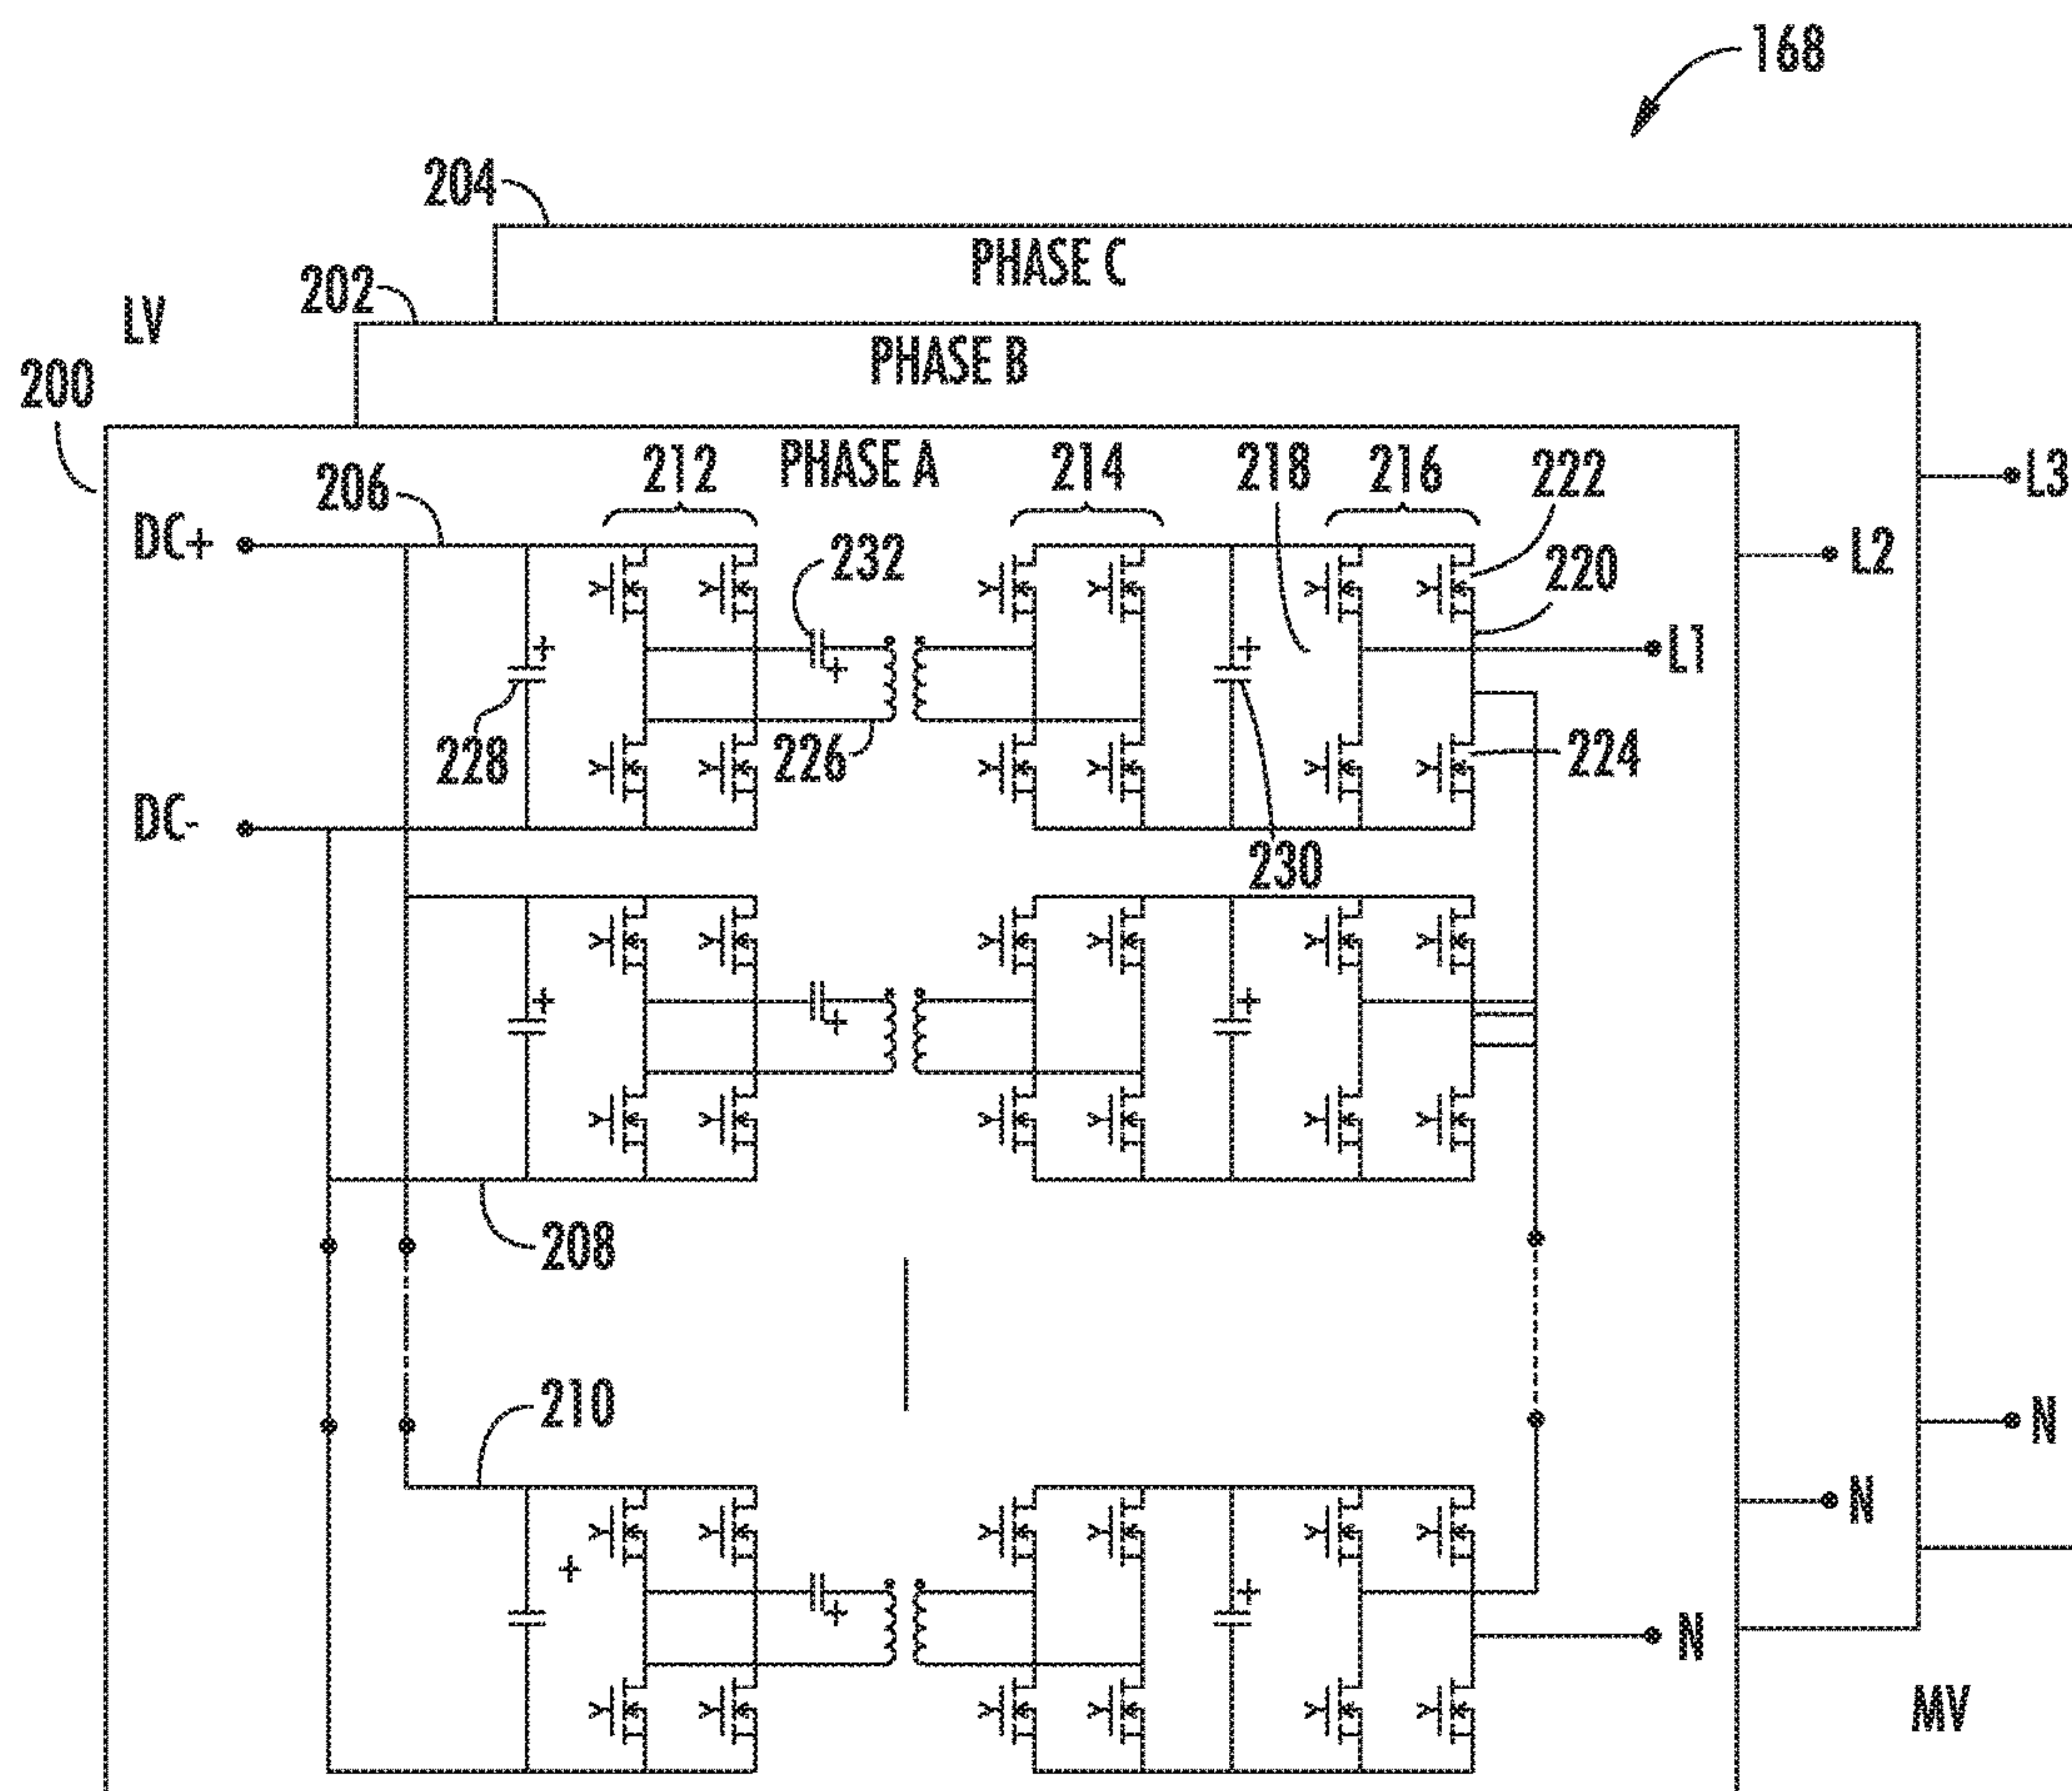 168
204
PHASE C
202
LV
PHASE B
200
PHASE A
206
212
214
218
216
222
L3
DC+
232
220
L2
L1
+
+
+
228
226
224
DC-
230
+
+
+
208
210
N
N
+
+
+
N
MV